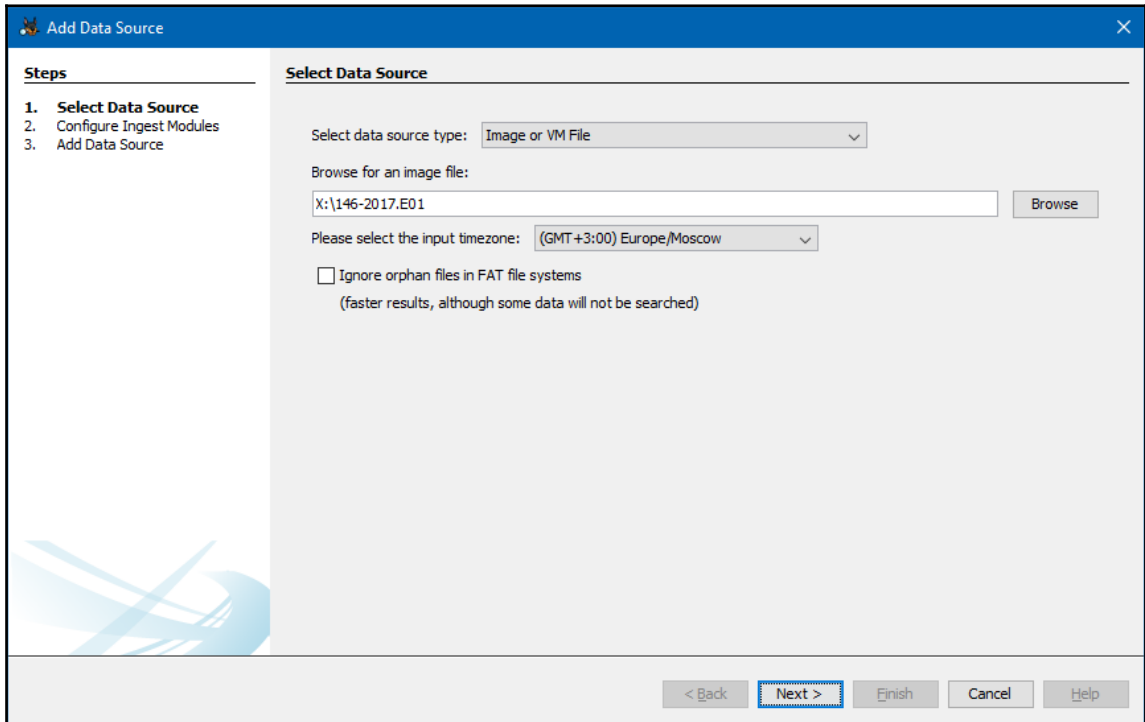 Add Data Source
Steps
1. Select Data Source
2. Configure Ingest Modules
3. Add Data Source
Select Data Source
Select data source type: Image or VM File
Browse for an image file:
X:\146-2017.E01 Browse
Please select the input timezone: (GMT+3:00) Europe/Moscow
Ignore orphan files in FAT file systems
(faster results, although some data will not be searched)
< Back Next > Finish Cancel Help